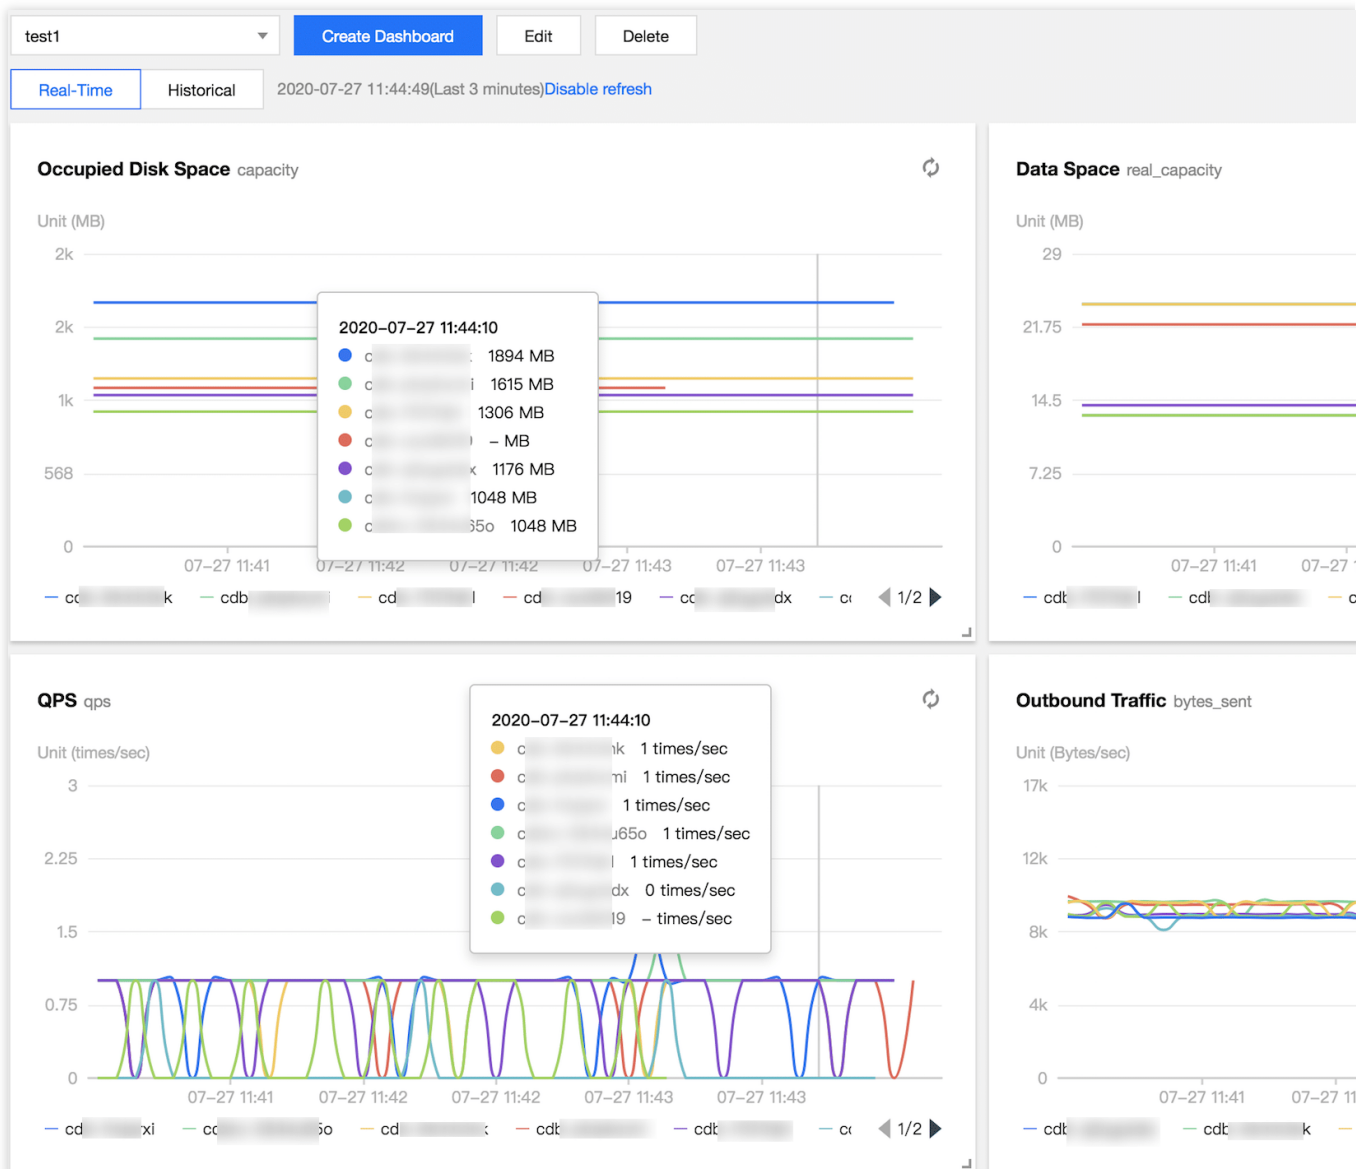 test1
Create Dashboard
Edit
Delete
Real-Time
Historical
2020-07-27 11:44:49(Last 3 minutes)Disable refresh
Occupied Disk Space capacity
Unit (MB)
2k
2k
1k
568
0
07-27 11:41
07-27 11:42
07-27 11:42
07-27 11:43
07-27 11:43
2020-07-27 11:44:10
1894 MB
1615 MB
1306 MB
– MB
1176 MB
1048 MB
1048 MB
1/2
Data Space real_capacity
Unit (MB)
29
21.75
14.5
7.25
0
07-27 11:41
QPS qps
Unit (times/sec)
3
2.25
1.5
0.75
0
07-27 11:41
07-27 11:42
07-27 11:42
07-27 11:43
07-27 11:43
2020-07-27 11:44:10
1 times/sec
1 times/sec
1 times/sec
1 times/sec
1 times/sec
0 times/sec
– times/sec
1/2
Outbound Traffic bytes_sent
Unit (Bytes/sec)
17k
12k
8k
4k
0
07-27 11:41